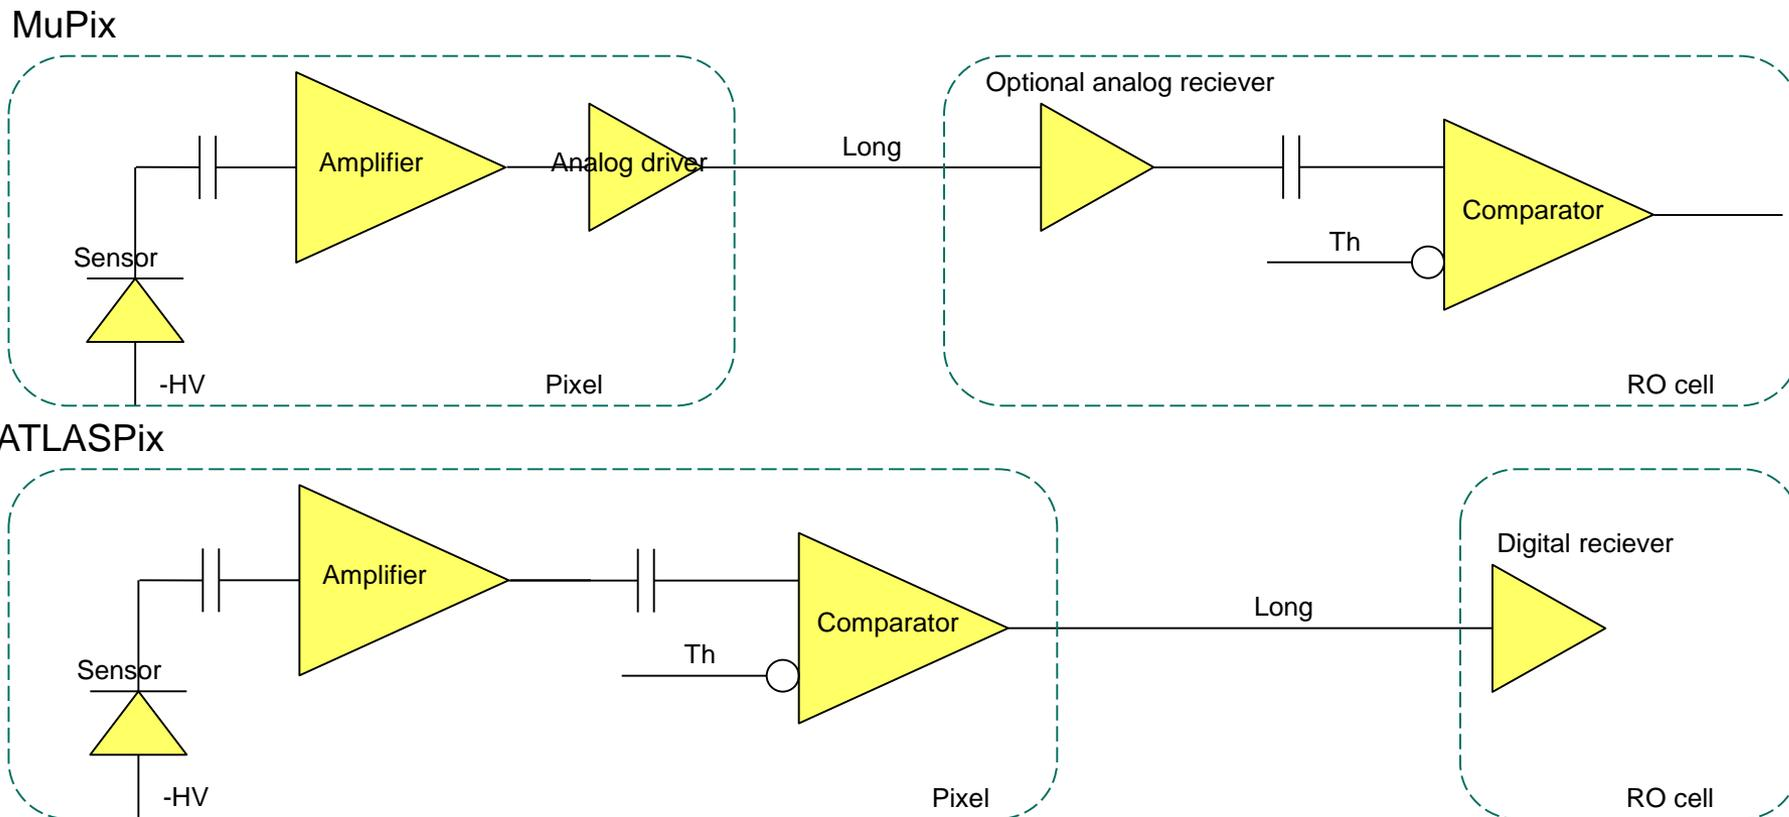 MuPix
Optional analog reciever
Amplifier
Analog driver
Long
Comparator
Th
Sensor
-HV
Pixel
RO cell
ATLASPix
Digital reciever
Amplifier
Long
Comparator
Th
Sensor
-HV
Pixel
RO cell